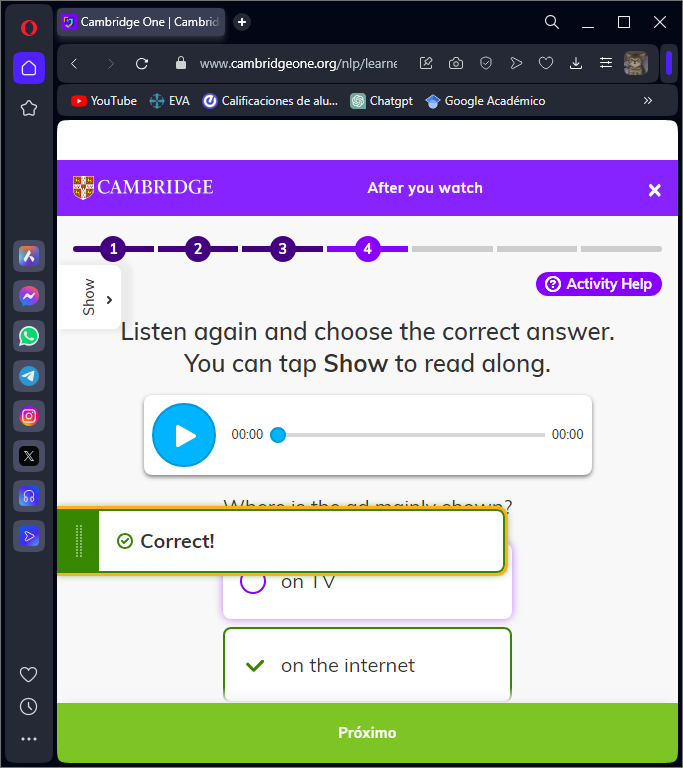 Cambridge One | Cambrid
www.cambridgeone.org/nlp/learne
YouTube
EVA
Calificaciones de alu...
Chatgpt
Google Académico
CAMBRIDGE
After you watch
1
2
3
4
Show
Activity Help
Listen again and choose the correct answer.
You can tap Show to read along.
00:00
00:00
Where is the ad mainly shown?
Correct!
on TV
on the internet
Próximo